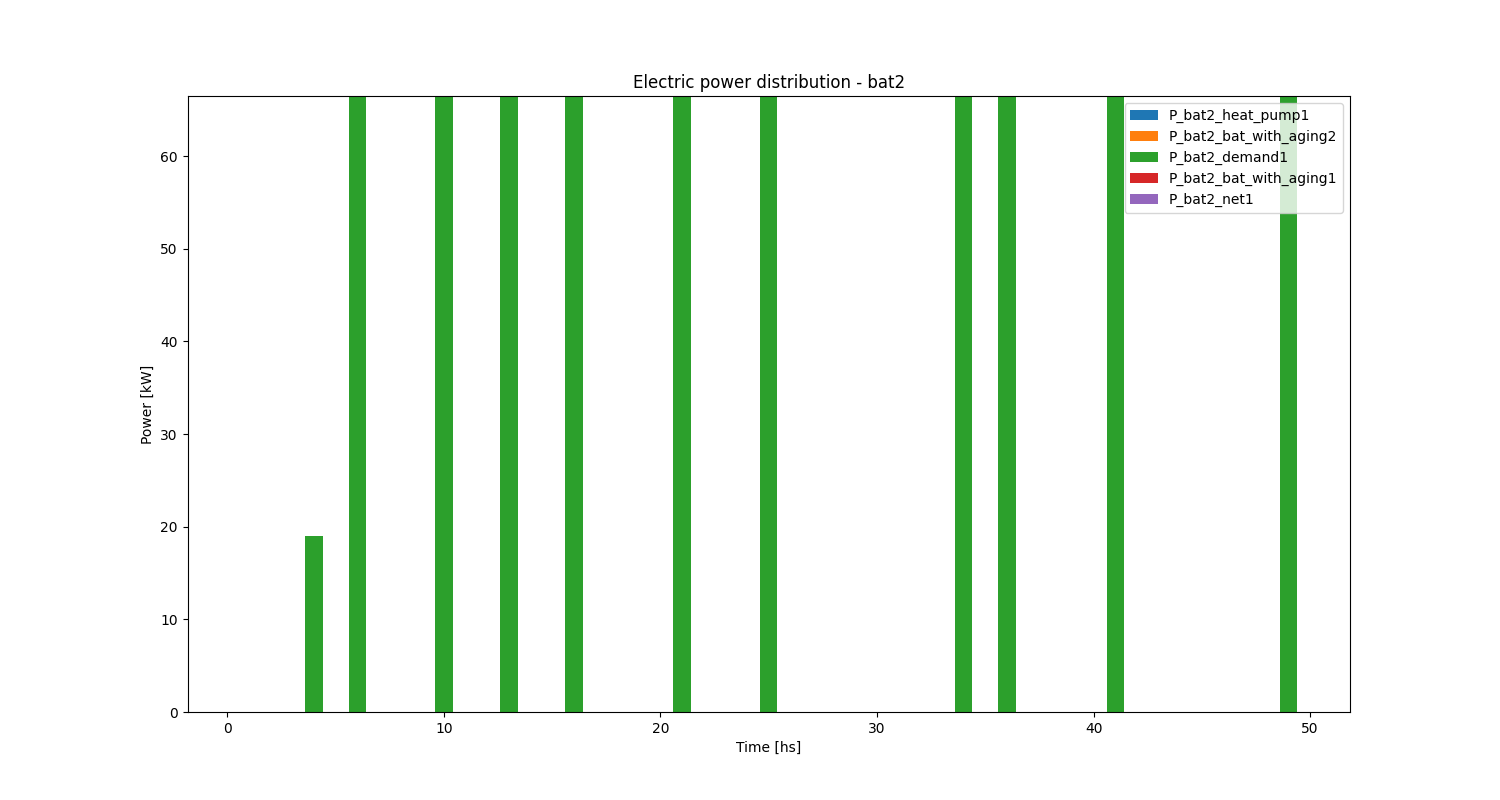 Electric power distribution - bat2
P_bat2_heat_pump1
P_bat2_bat_with_aging2
P_bat2_demand1
P_bat2_bat_with_aging1
P_bat2_net1
60
50
40
30
20
10
0
Power [kW]
0 10 20 30 40 50
Time [hs]